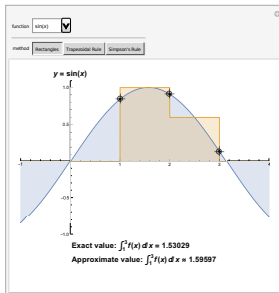 function sin(x)
method Rectangles Trapezoidal Rule Simpson's Rule
y = sin(x)
1.0
0.5
-1 1 2 3 4
-0.5
-1.0
Exact value: ∫₁³ f(x) dx ≈ 1.53029
Approximate value: ∫₁³ f(x) dx ≈ 1.59597